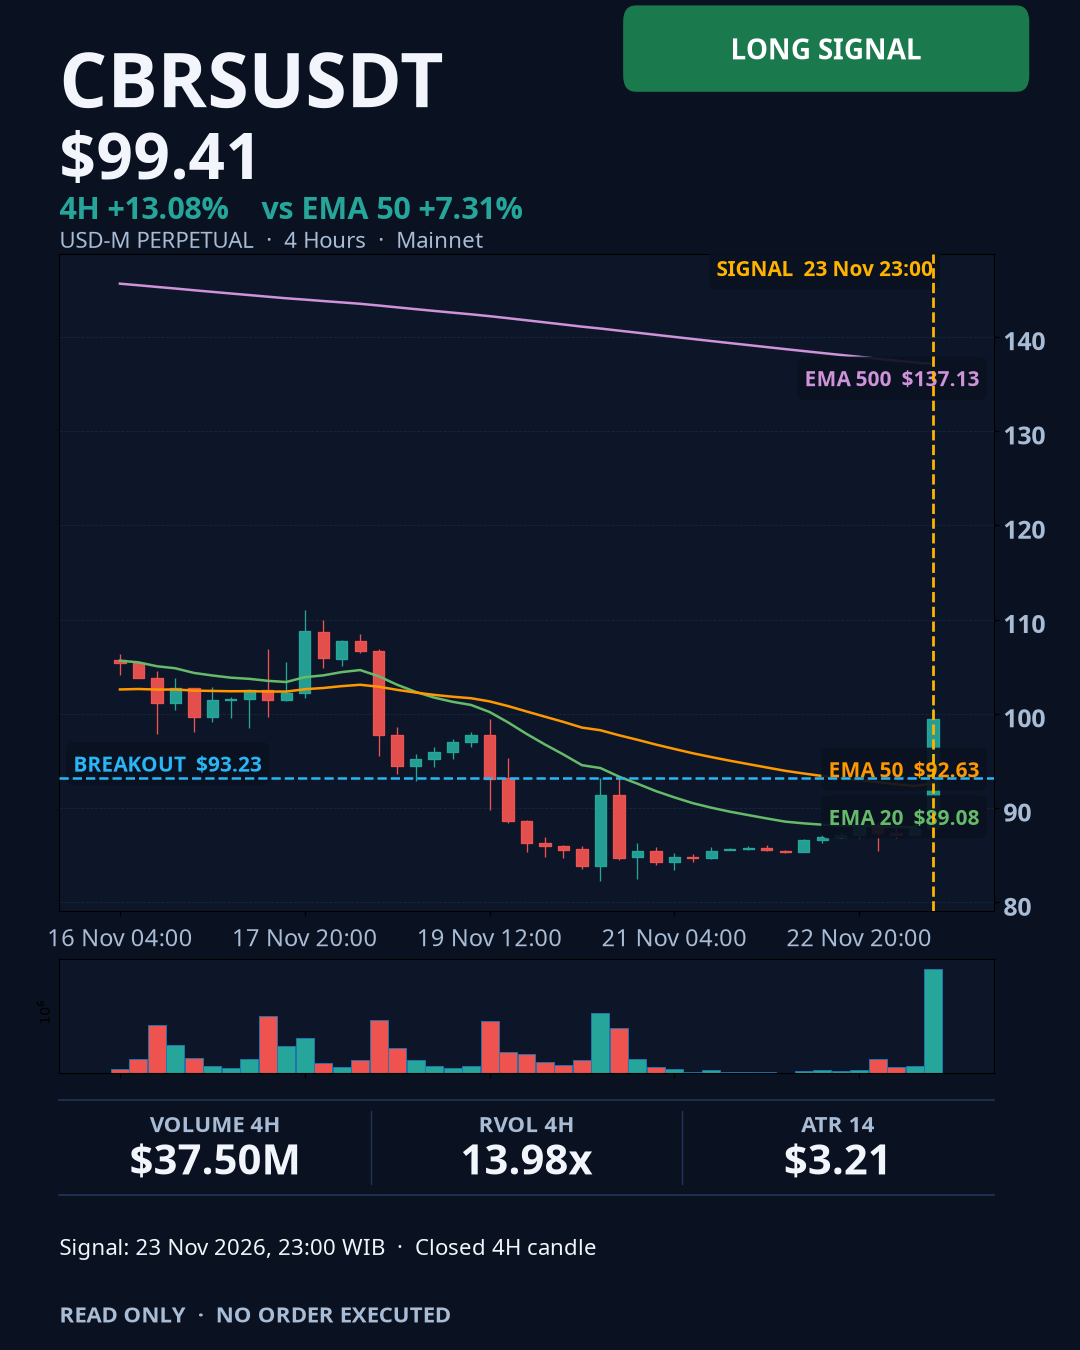 LONG SIGNAL
CBRSUSDT
$99.41
4H +13.08% vs EMA 50 +7.31%
USD-M PERPETUAL · 4 Hours · Mainnet
SIGNAL 23 Nov 23:00
140
EMA 500 $137.13
130
120
110
100
BREAKOUT $93.23
EMA 50 $92.63
90
EMA 20 $89.08
80
16 Nov 04:00 17 Nov 20:00 19 Nov 12:00 21 Nov 04:00 22 Nov 20:00
10⁶
VOLUME 4H RVOL 4H ATR 14
$37.50M 13.98x $3.21
Signal: 23 Nov 2026, 23:00 WIB · Closed 4H candle
READ ONLY · NO ORDER EXECUTED